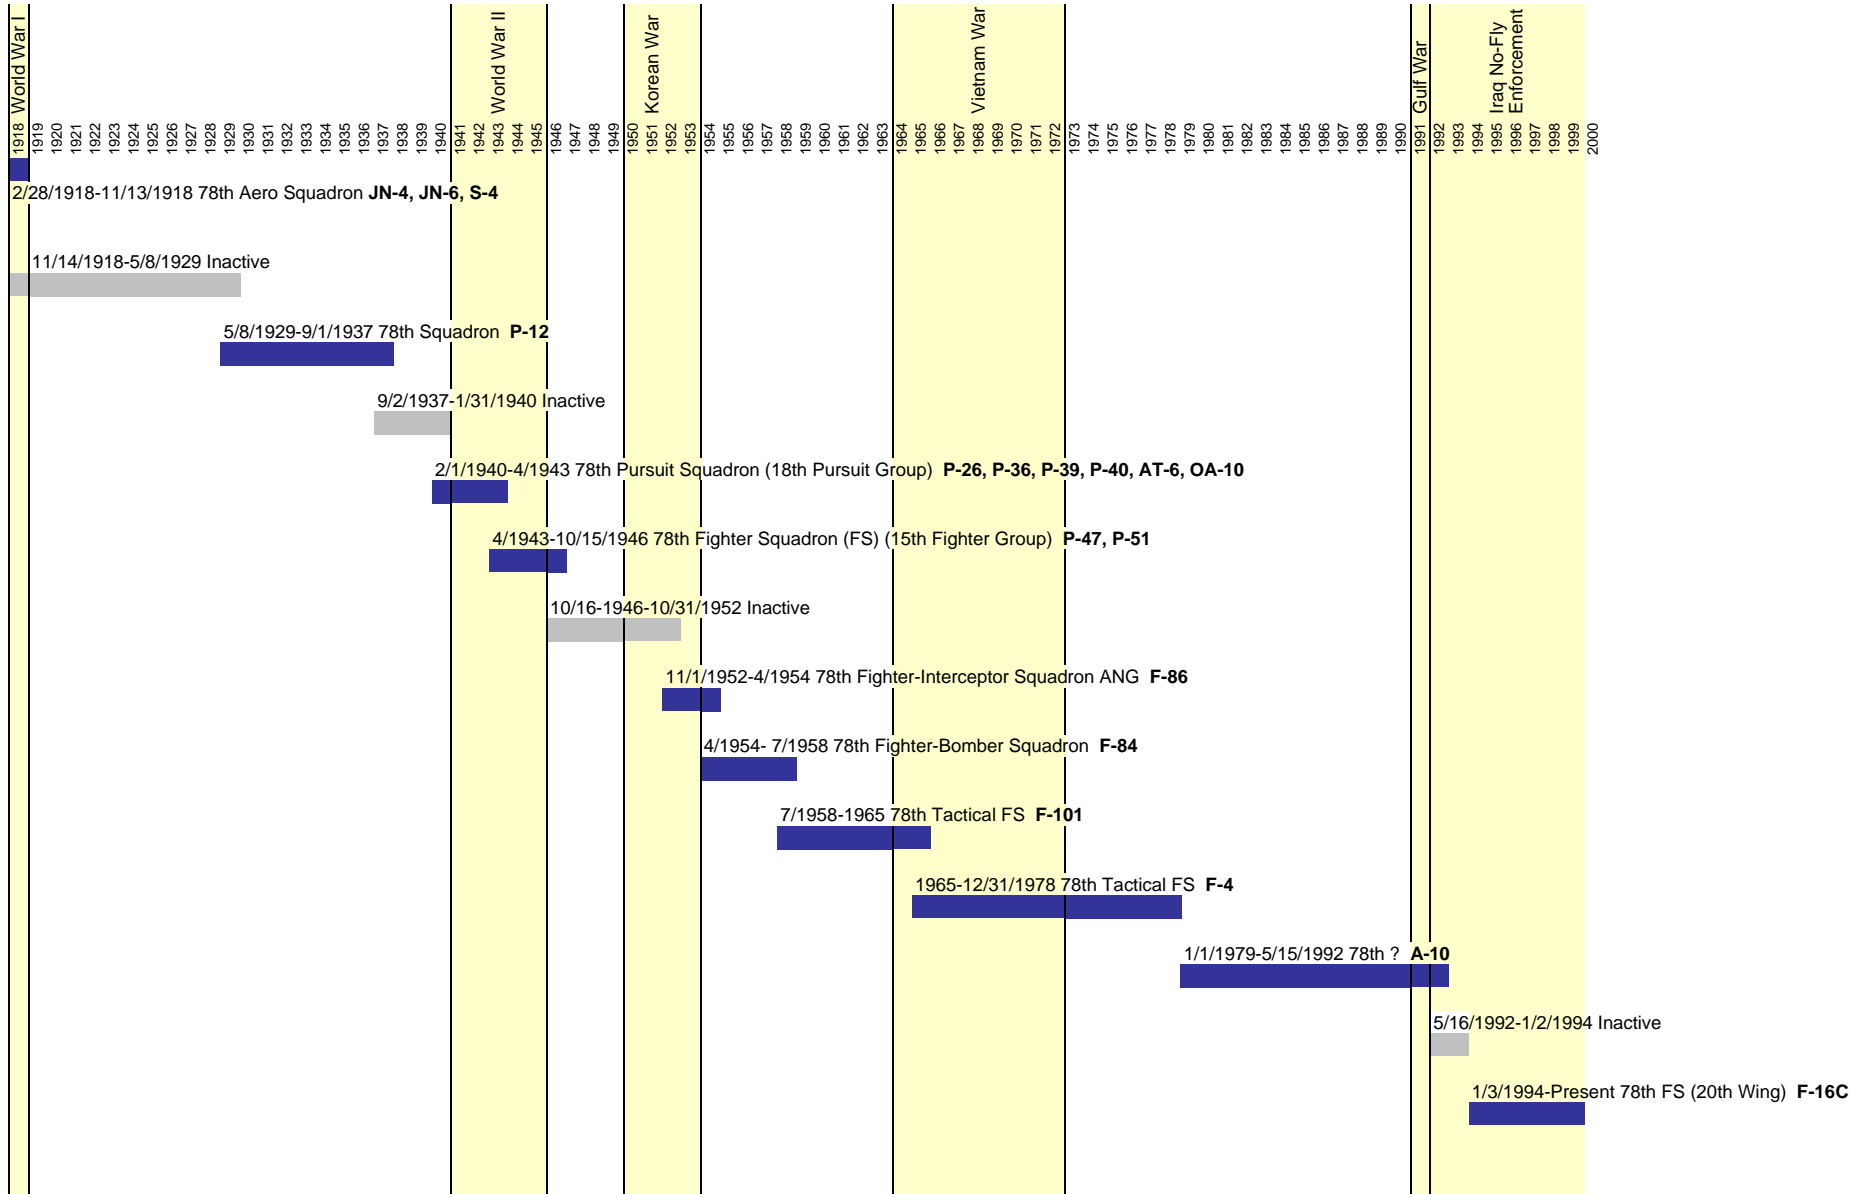 World War I
World War II
Korean War
Vietnam War
Gulf War
Iraq No-Fly
Enforcement
1918 1919 1920 1921 1922 1923 1924 1925 1926 1927 1928 1929 1930 1931 1932 1933 1934 1935 1936 1937 1938 1939 1940 1941 1942 1943 1944 1945 1946 1947 1948 1949 1950 1951 1952 1953 1954 1955 1956 1957 1958 1959 1960 1961 1962 1963 1964 1965 1966 1967 1968 1969 1970 1971 1972 1973 1974 1975 1976 1977 1978 1979 1980 1981 1982 1983 1984 1985 1986 1987 1988 1989 1990 1991 1992 1993 1994 1995 1996 1997 1998 1999 2000
2/28/1918-11/13/1918 78th Aero Squadron JN-4, JN-6, S-4
11/14/1918-5/8/1929 Inactive
5/8/1929-9/1/1937 78th Squadron P-12
9/2/1937-1/31/1940 Inactive
2/1/1940-4/1943 78th Pursuit Squadron (18th Pursuit Group) P-26, P-36, P-39, P-40, AT-6, OA-10
4/1943-10/15/1946 78th Fighter Squadron (FS) (15th Fighter Group) P-47, P-51
10/16-1946-10/31/1952 Inactive
11/1/1952-4/1954 78th Fighter-Interceptor Squadron ANG F-86
4/1954- 7/1958 78th Fighter-Bomber Squadron F-84
7/1958-1965 78th Tactical FS F-101
1965-12/31/1978 78th Tactical FS F-4
1/1/1979-5/15/1992 78th ? A-10
5/16/1992-1/2/1994 Inactive
1/3/1994-Present 78th FS (20th Wing) F-16C